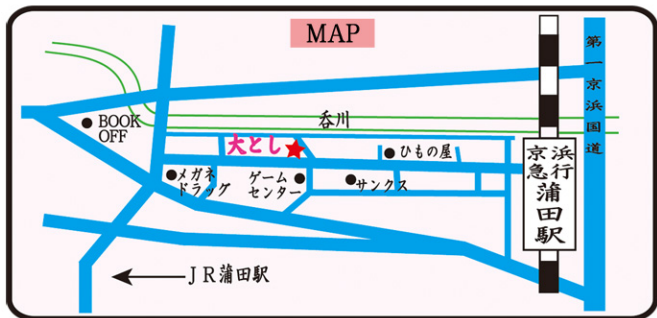 MAP
第一京浜国道
BOOK
OFF
呑川
大とし
ひもの屋
京浜
急行
蒲田駅
メガネ
ドラッグ
ゲーム
センター
サンクス
JR蒲田駅